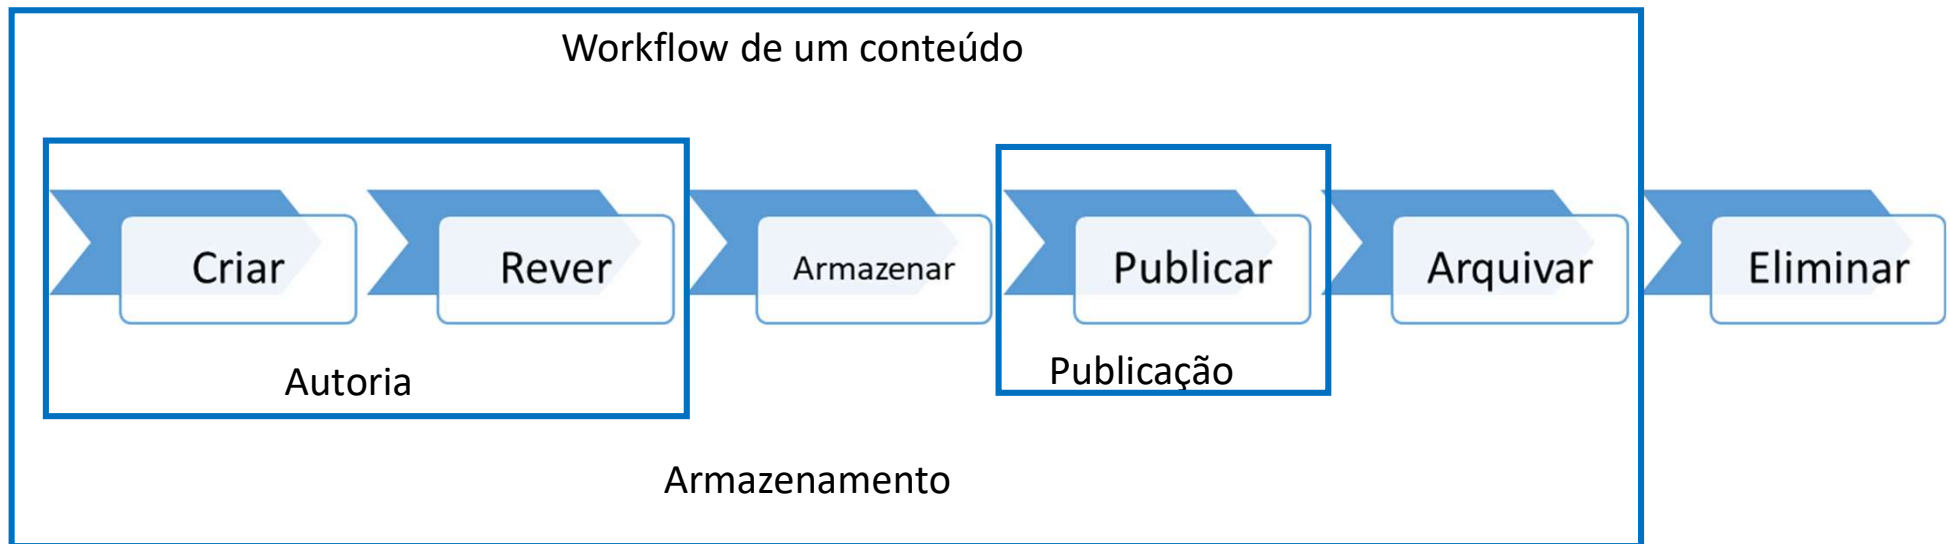 Workflow de um conteúdo
Criar
Rever
Armazenar
Publicar
Arquivar
Eliminar
Autoria
Publicação
Armazenamento